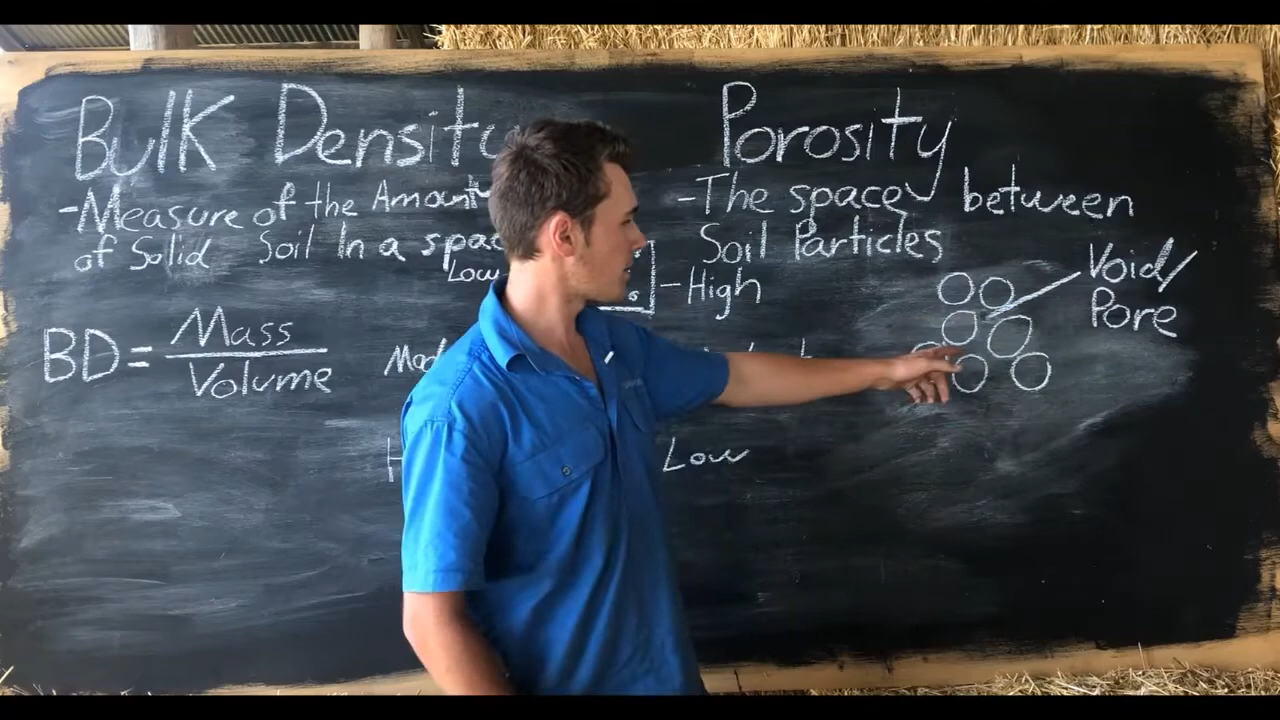 Bulk Density
-Measure of the Amount
of Solid Soil In a spac
Low
BD = Mass
Volume
Porosity
-The space between
Soil Particles
-High
Void/
Pore
Low